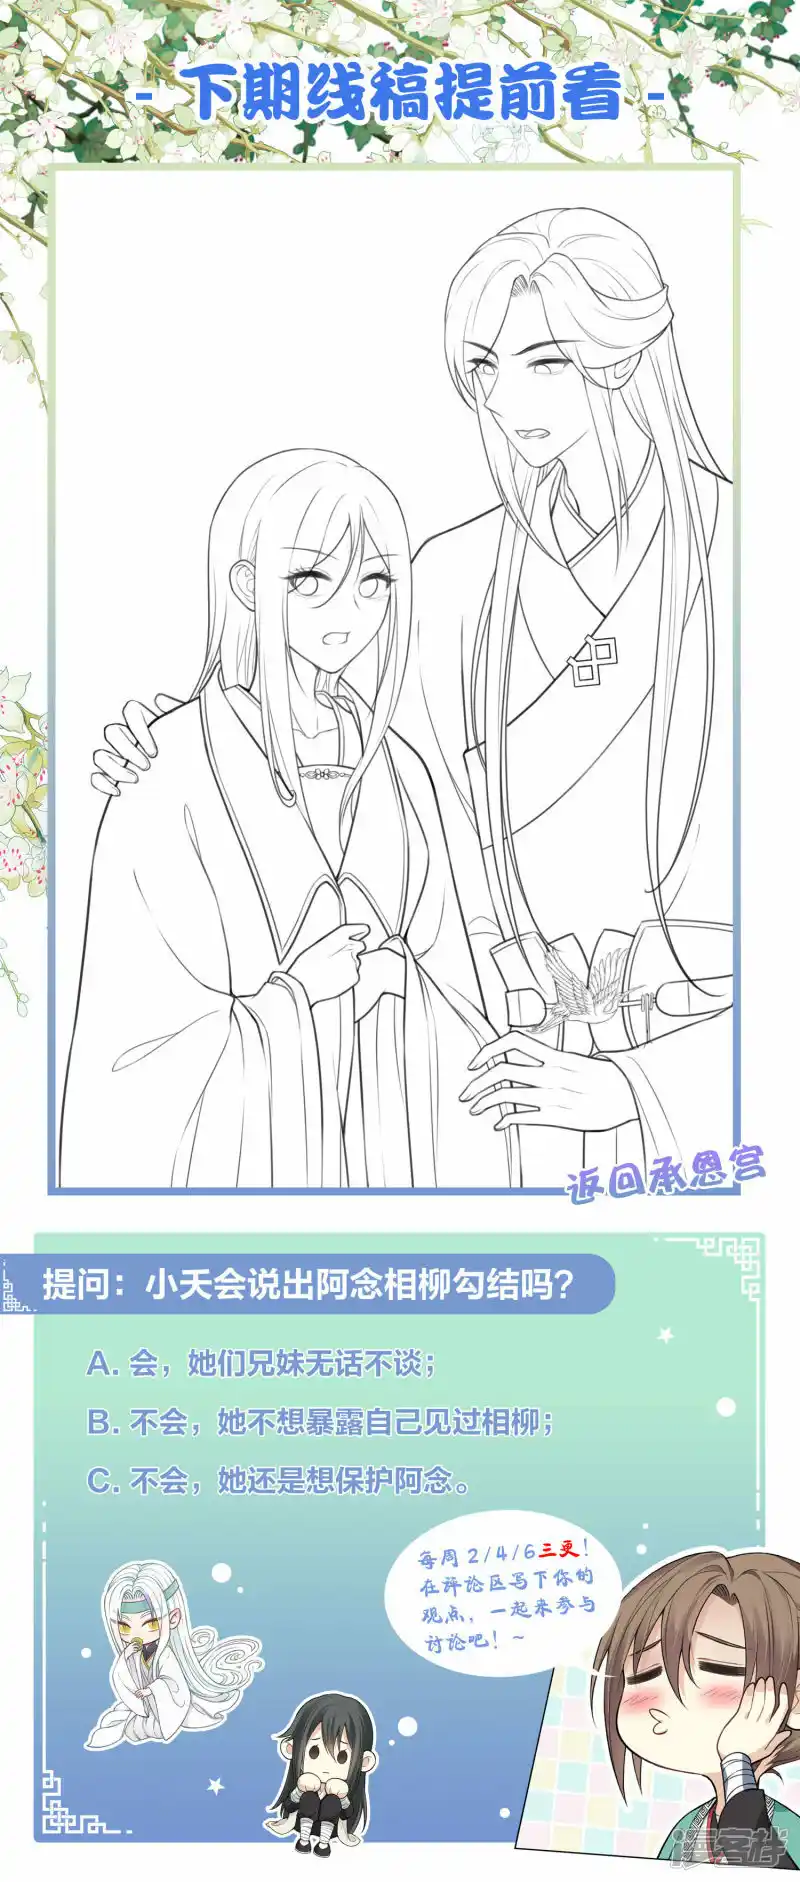 - 下期线稿提前看 -
返回承恩宫
提问：小夭会说出阿念相柳勾结吗？
A. 会，她们兄妹无话不谈；
B. 不会，她不想暴露自己见过相柳；
C. 不会，她还是想保护阿念。
每周 2/4/6三更！
在评论区写下你的
观点，一起来参与
讨论吧！~
漫客栈